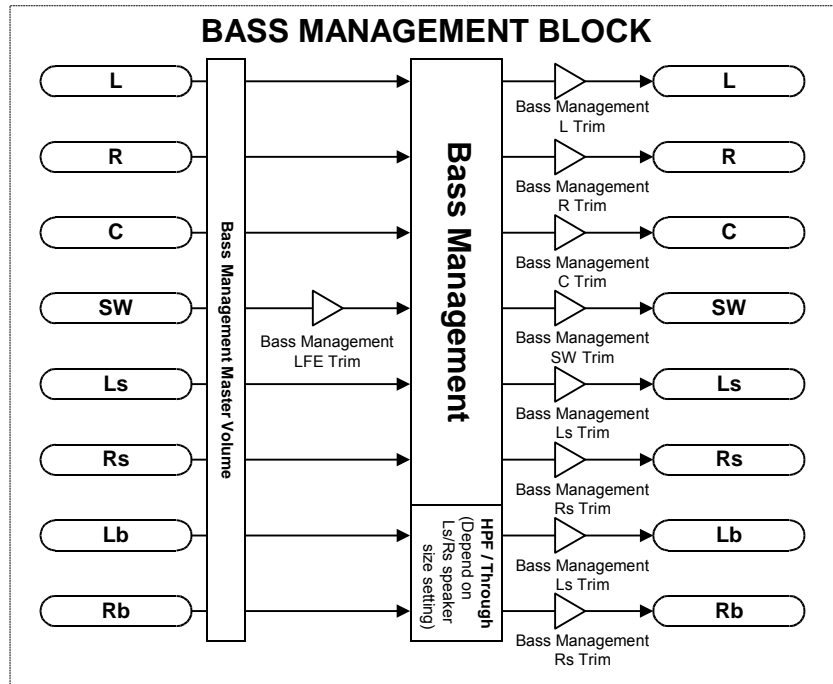 BASS MANAGEMENT BLOCK
L
R
C
SW
Ls
Rs
Lb
Rb
Bass Management Master Volume
Bass Management
LFE Trim
Bass Management
HPF / Through
(Depend on
Ls/Rs speaker
size setting)
Bass Management
L Trim
Bass Management
R Trim
Bass Management
C Trim
Bass Management
SW Trim
Bass Management
Ls Trim
Bass Management
Rs Trim
Bass Management
Ls Trim
Bass Management
Rs Trim
L
R
C
SW
Ls
Rs
Lb
Rb